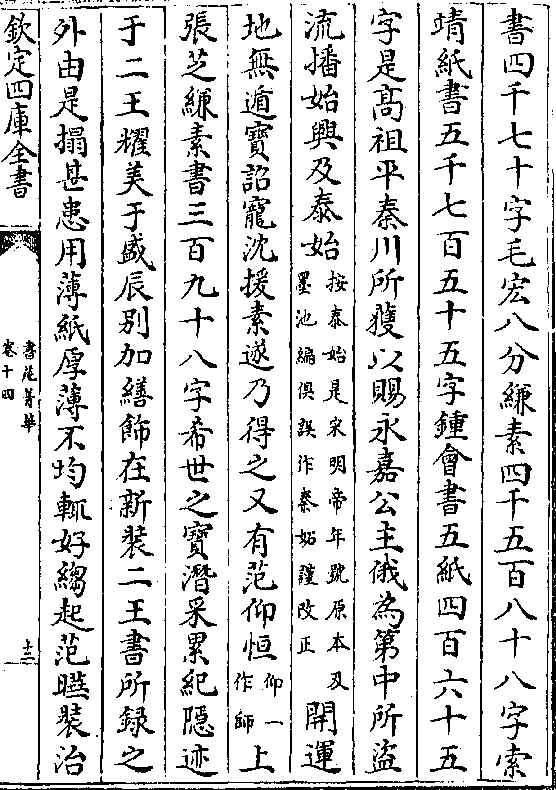 書四千七十字毛宏八分縑素四千五百八十八字索
靖紙書五千七百五十五字鍾會書五紙四百六十五
字是髙祖平秦川所獲以賜永嘉公主俄為第中所盜
流播始興及泰始按泰始是宋明帝年號原本及
墨池編俱誤作秦妬謹改正開運
地無遁寶詔寵沈援素遂乃得之又有范仰恒仰一
作師上
張芝縑素書三百九十八字希世之寶潛采累紀隱迹
于二王耀美于盛辰别加繕飾在新裝二王書所録之
外由是搨甚患用薄紙厚薄不均輒好縐起范瞱裝治
欽定四庫全書
書苑菁華
卷十四
十三